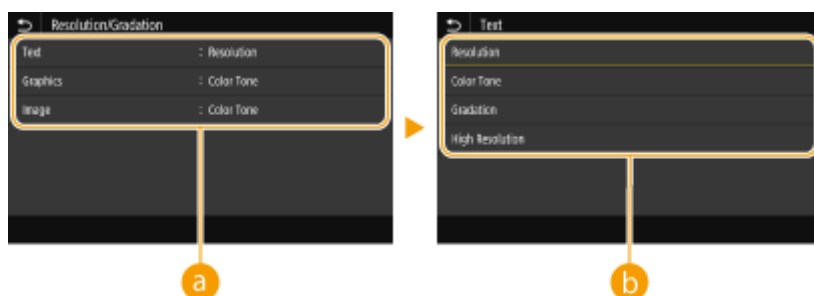 Resolution/Gradation
Text : Resolution
Graphics : Color Tone
Image : Color Tone
a
Text
Resolution
Color Tone
Gradation
High Resolution
b